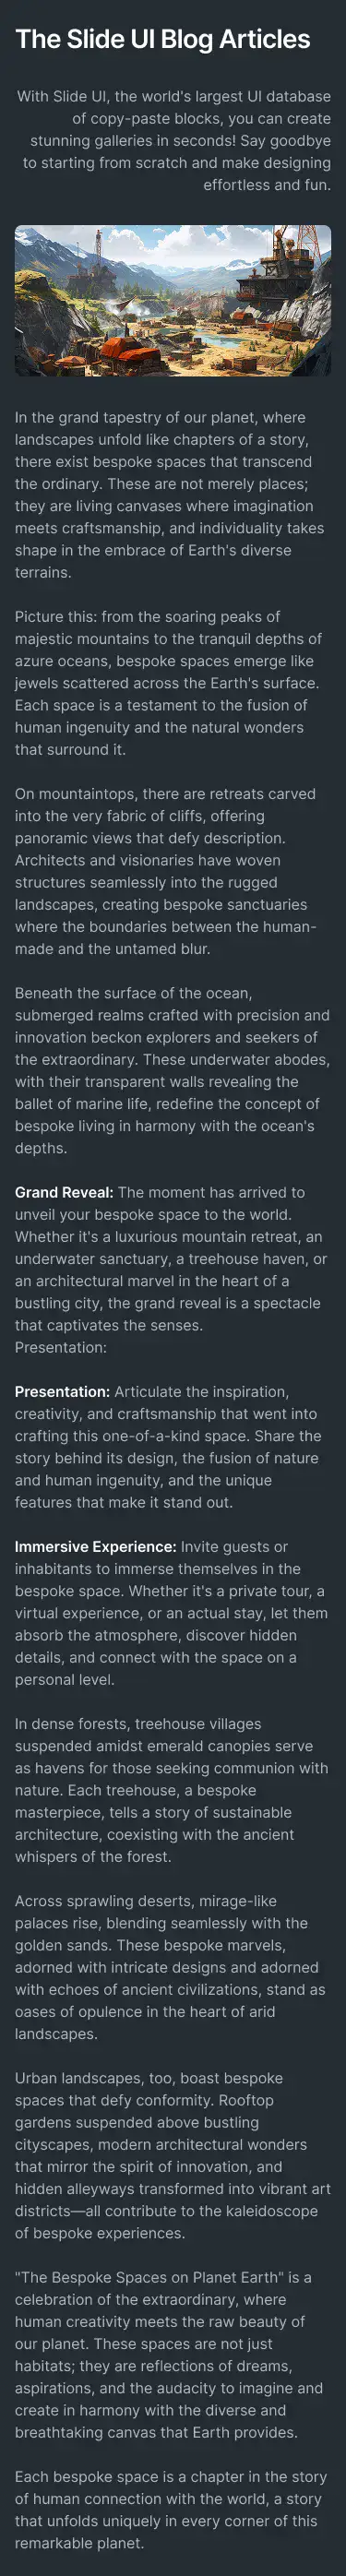 The Slide UI Blog Articles
With Slide UI, the world's largest UI database
of copy-paste blocks, you can create
stunning galleries in seconds! Say goodbye
to starting from scratch and make designing
effortless and fun.
In the grand tapestry of our planet, where
landscapes unfold like chapters of a story,
there exist bespoke spaces that transcend
the ordinary. These are not merely places;
they are living canvases where imagination
meets craftsmanship, and individuality takes
shape in the embrace of Earth's diverse
terrains.
Picture this: from the soaring peaks of
majestic mountains to the tranquil depths of
azure oceans, bespoke spaces emerge like
jewels scattered across the Earth's surface.
Each space is a testament to the fusion of
human ingenuity and the natural wonders
that surround it.
On mountaintops, there are retreats carved
into the very fabric of cliffs, offering
panoramic views that defy description.
Architects and visionaries have woven
structures seamlessly into the rugged
landscapes, creating bespoke sanctuaries
where the boundaries between the human-
made and the untamed blur.
Beneath the surface of the ocean,
submerged realms crafted with precision and
innovation beckon explorers and seekers of
the extraordinary. These underwater abodes,
with their transparent walls revealing the
ballet of marine life, redefine the concept of
bespoke living in harmony with the ocean's
depths.
Grand Reveal: The moment has arrived to
unveil your bespoke space to the world.
Whether it's a luxurious mountain retreat, an
underwater sanctuary, a treehouse haven, or
an architectural marvel in the heart of a
bustling city, the grand reveal is a spectacle
that captivates the senses.
Presentation:
Presentation: Articulate the inspiration,
creativity, and craftsmanship that went into
crafting this one-of-a-kind space. Share the
story behind its design, the fusion of nature
and human ingenuity, and the unique
features that make it stand out.
Immersive Experience: Invite guests or
inhabitants to immerse themselves in the
bespoke space. Whether it's a private tour, a
virtual experience, or an actual stay, let them
absorb the atmosphere, discover hidden
details, and connect with the space on a
personal level.
In dense forests, treehouse villages
suspended amidst emerald canopies serve
as havens for those seeking communion with
nature. Each treehouse, a bespoke
masterpiece, tells a story of sustainable
architecture, coexisting with the ancient
whispers of the forest.
Across sprawling deserts, mirage-like
palaces rise, blending seamlessly with the
golden sands. These bespoke marvels,
adorned with intricate designs and adorned
with echoes of ancient civilizations, stand as
oases of opulence in the heart of arid
landscapes.
Urban landscapes, too, boast bespoke
spaces that defy conformity. Rooftop
gardens suspended above bustling
cityscapes, modern architectural wonders
that mirror the spirit of innovation, and
hidden alleyways transformed into vibrant art
districts—all contribute to the kaleidoscope
of bespoke experiences.
"The Bespoke Spaces on Planet Earth" is a
celebration of the extraordinary, where
human creativity meets the raw beauty of
our planet. These spaces are not just
habitats; they are reflections of dreams,
aspirations, and the audacity to imagine and
create in harmony with the diverse and
breathtaking canvas that Earth provides.
Each bespoke space is a chapter in the story
of human connection with the world, a story
that unfolds uniquely in every corner of this
remarkable planet.